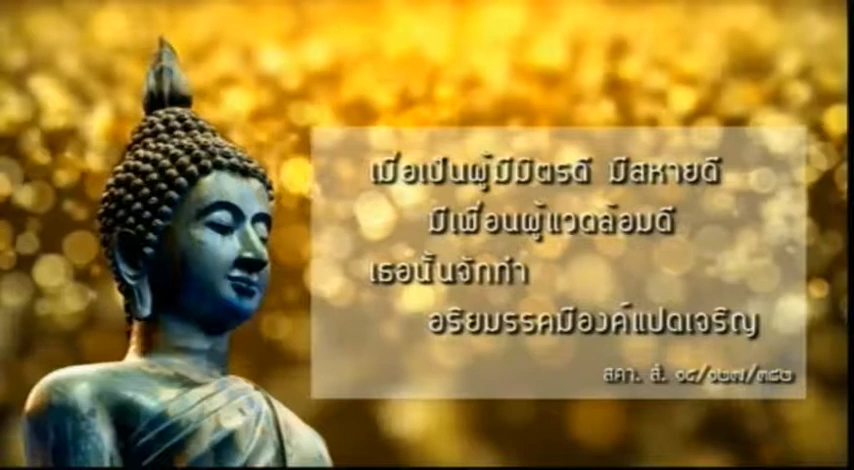 เมื่อเป็นผู้มีมิตรดี มีสหายดี
มีเพื่อนผู้แวดล้อมดี
เธอนั้นจักทำ
อริยมรรคมีองค์แปดเจริญ
สคา. สํ. ๑๕/๑๒๗/๓๘๒